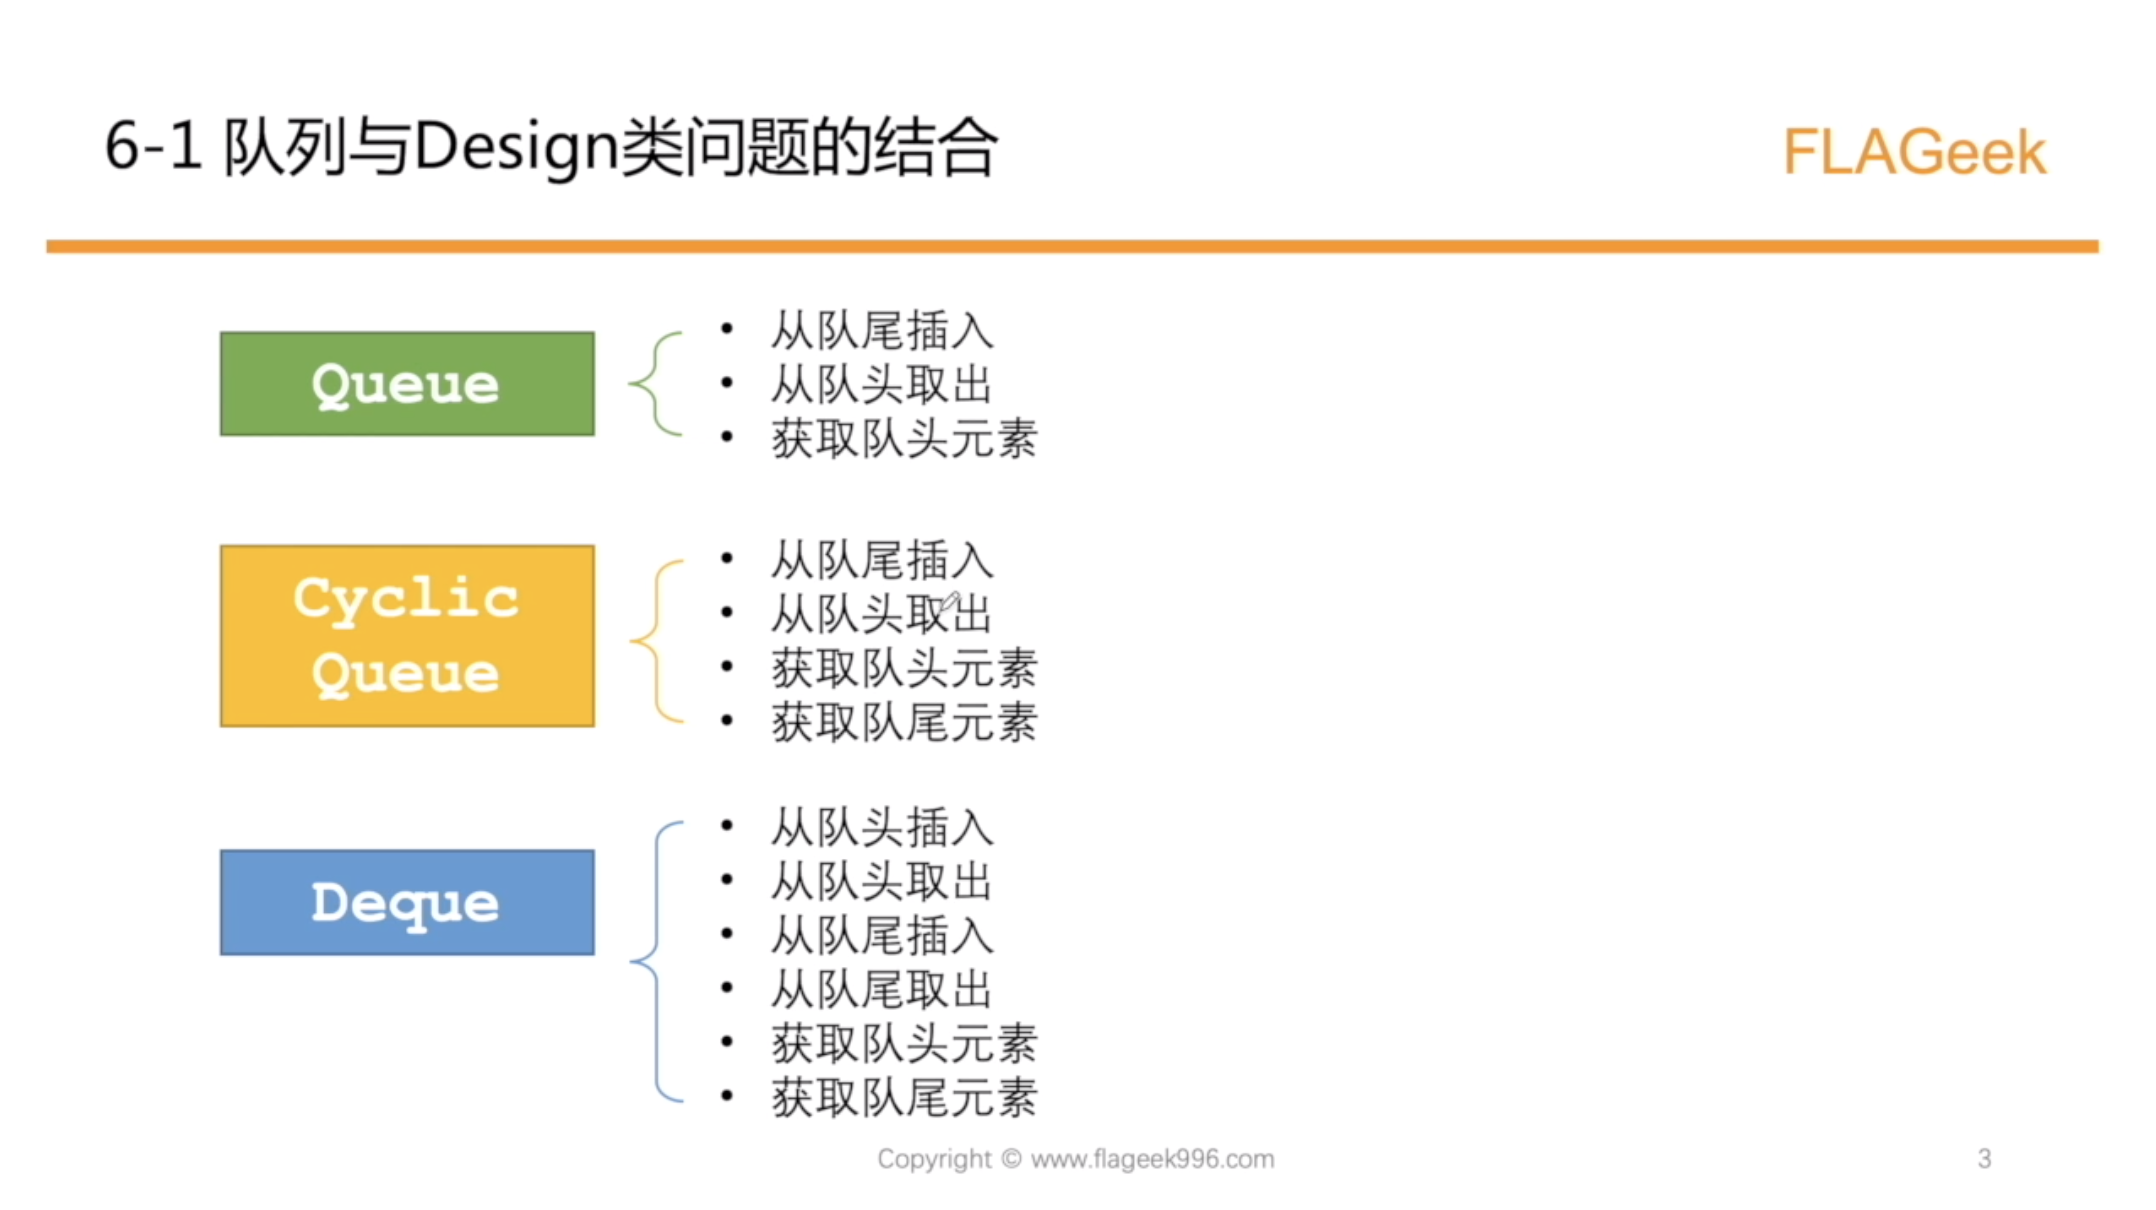 6-1 队列与Design类问题的结合
FLAGeek
Queue
• 从队尾插入
• 从队头取出
• 获取队头元素
Cyclic
Queue
• 从队尾插入
• 从队头取出
• 获取队头元素
• 获取队尾元素
Deque
• 从队头插入
• 从队头取出
• 从队尾插入
• 从队尾取出
• 获取队头元素
• 获取队尾元素
Copyright © www.flageek996.com
3